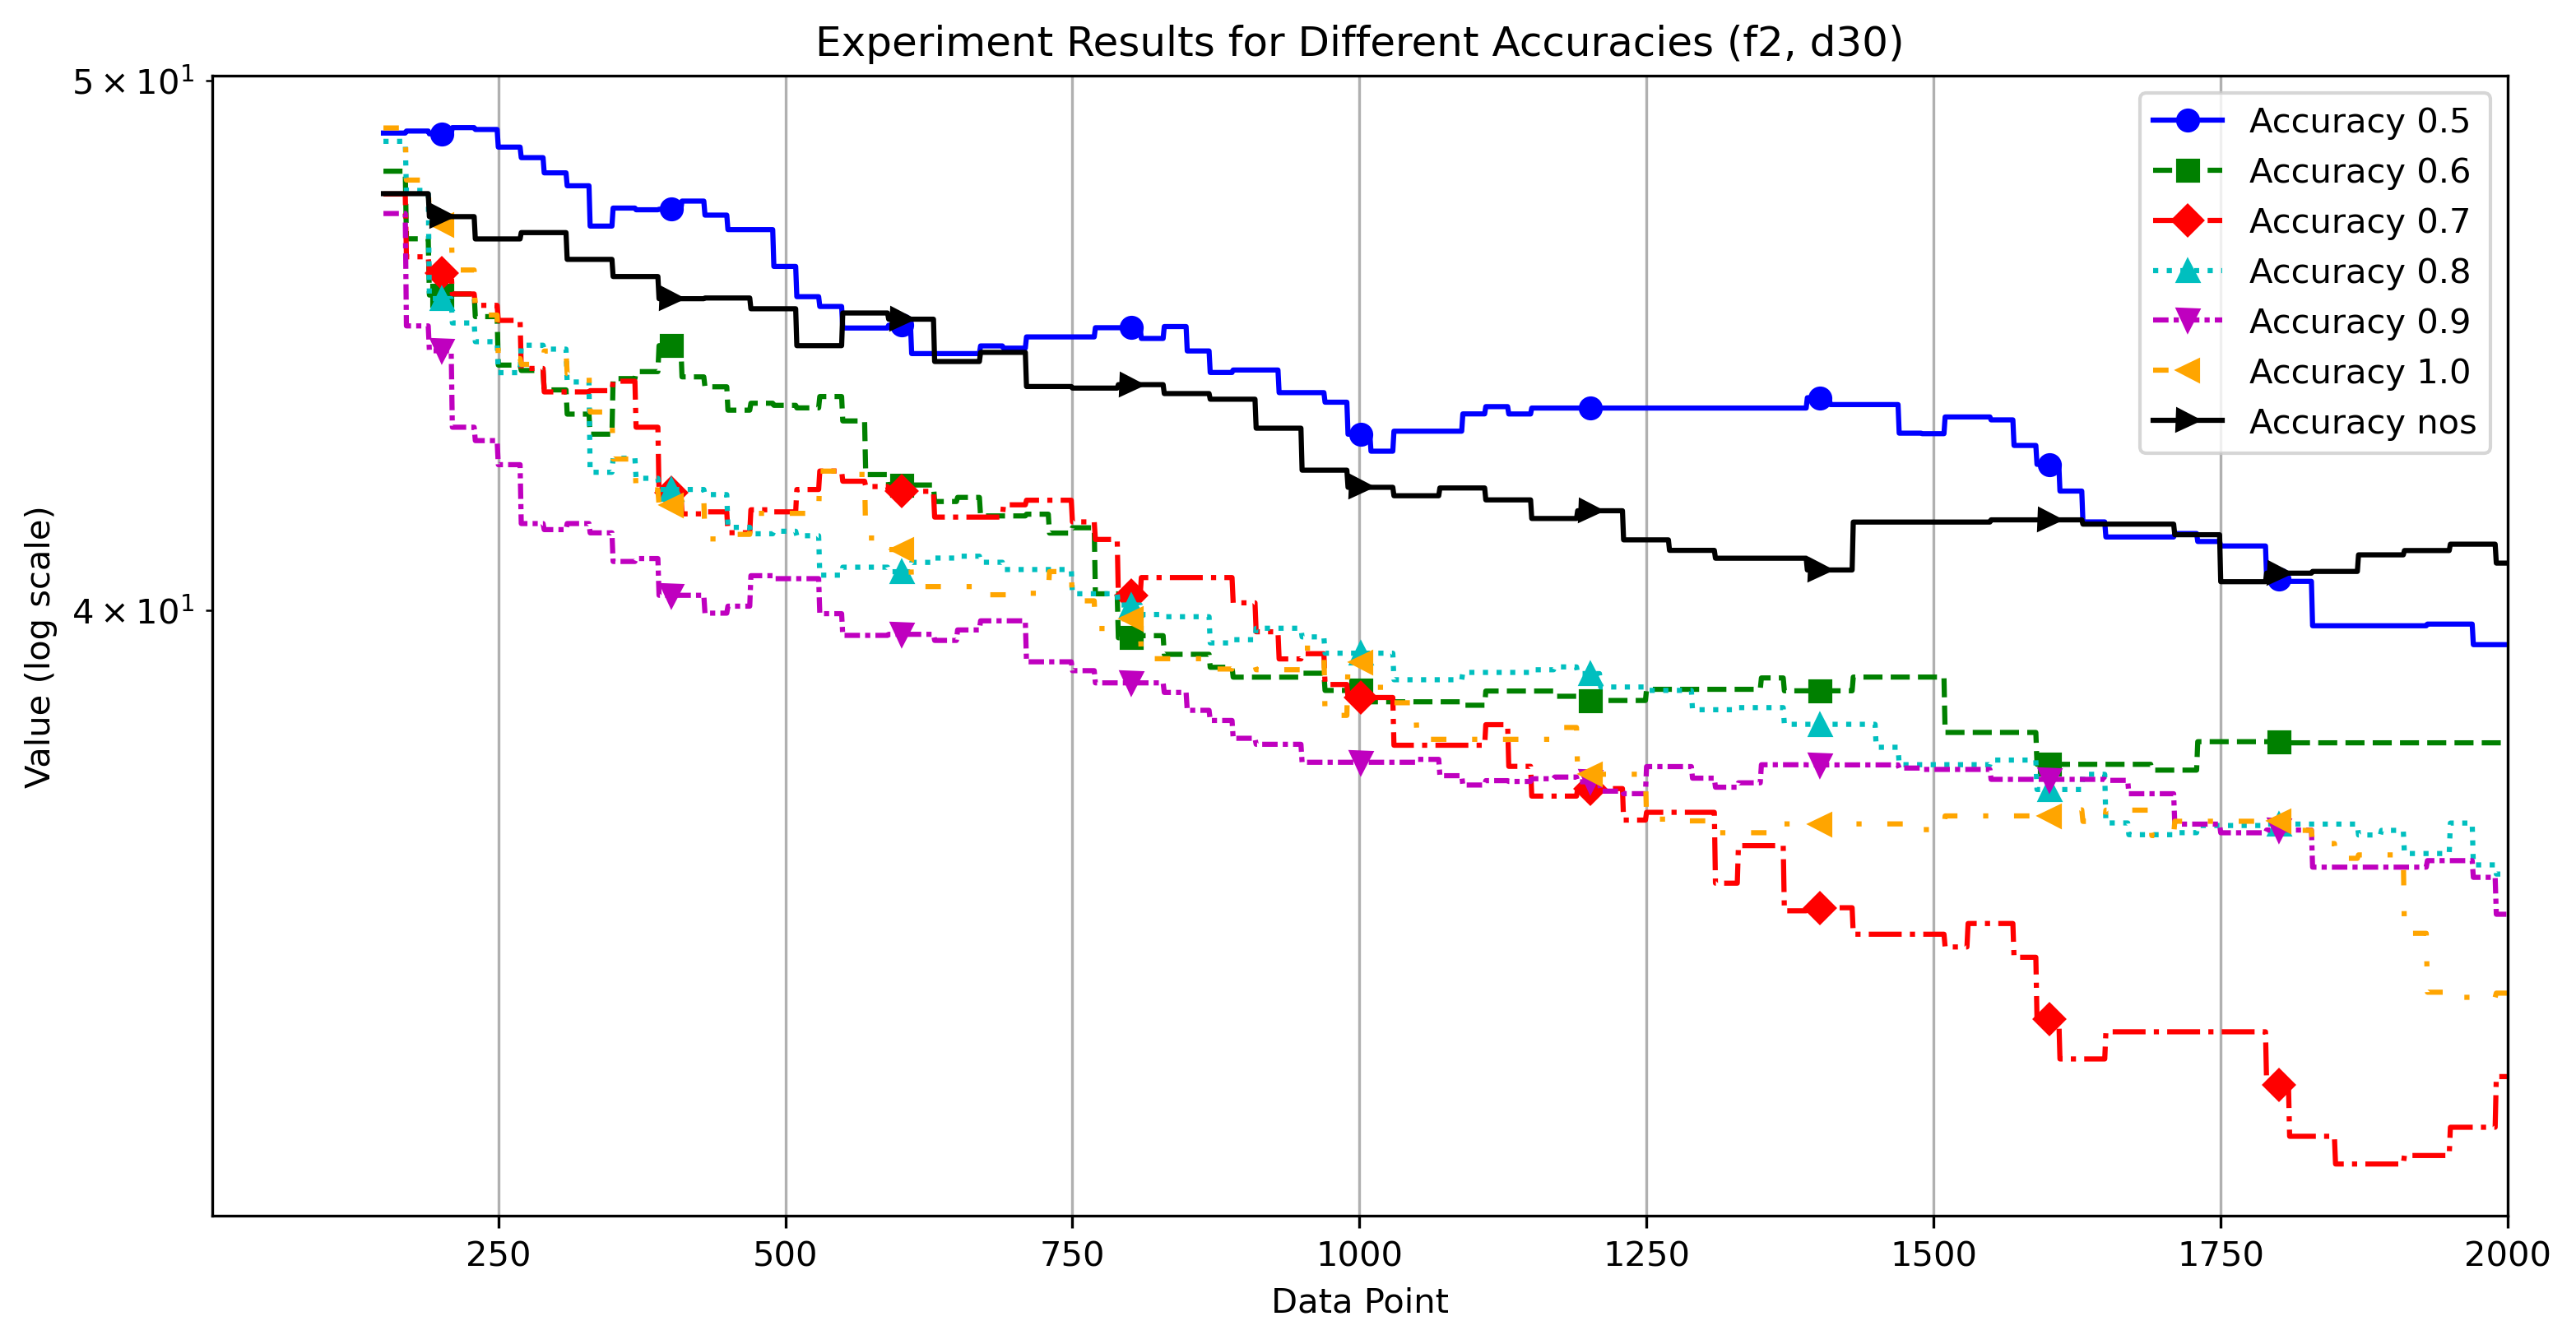 Experiment Results for Different Accuracies (f2, d30)
5 × 10¹
4 × 10¹
Value (log scale)
Accuracy 0.5
Accuracy 0.6
Accuracy 0.7
Accuracy 0.8
Accuracy 0.9
Accuracy 1.0
Accuracy nos
250 500 750 1000 1250 1500 1750 2000
Data Point